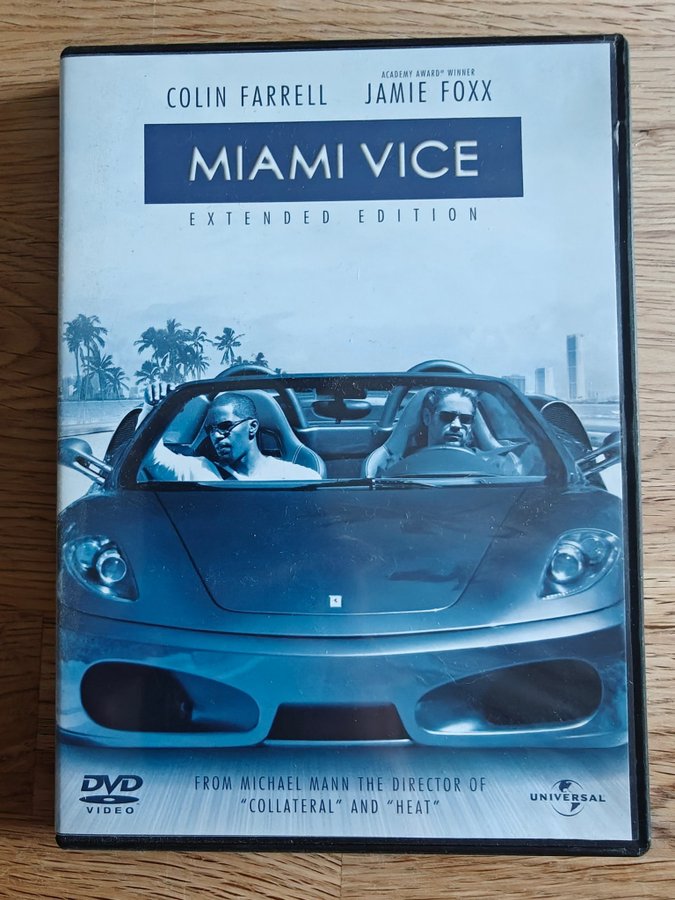 ACADEMY AWARD® WINNER
COLIN FARRELL JAMIE FOXX
MIAMI VICE
EXTENDED EDITION
FROM MICHAEL MANN THE DIRECTOR OF
"COLLATERAL" AND "HEAT"
DVD
VIDEO
UNIVERSAL